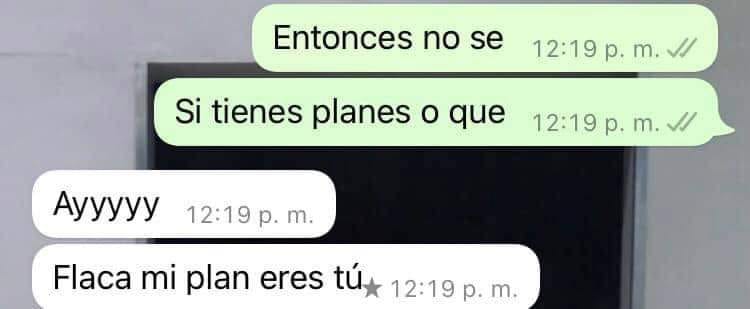 Entonces no se 12:19 p. m.
Si tienes planes o que 12:19 p. m.
Ayyyyy 12:19 p. m.
Flaca mi plan eres tú 12:19 p. m.